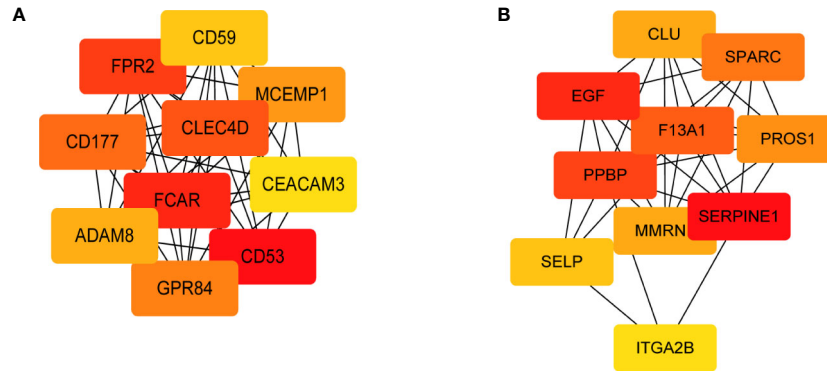 A
CD59
FPR2
MCEMP1
CLEC4D
CD177
CEACAM3
FCAR
ADAM8
CD53
GPR84
B
CLU
SPARC
EGF
F13A1
PROS1
PPBP
SERPINE1
MMRN
SELP
ITGA2B